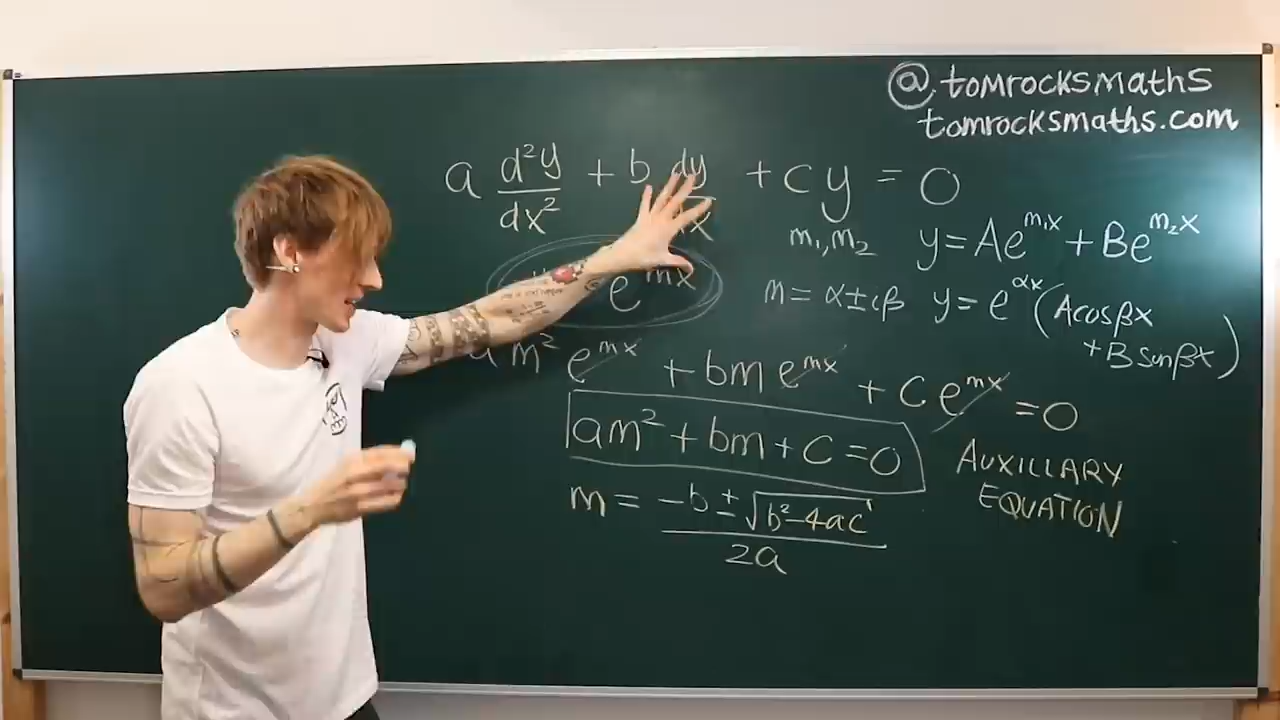 @tomrocksmaths
tomrocksmaths.com
a d²y/dx² + b dy/dx + cy = 0
m₁, m₂ y = Ae^m₁x + Be^m₂x
e^mx
m = α ± iβ y = e^αx (Acosβx
+ B sinβx)
am² e^mx + bm e^mx + C e^mx = 0
am² + bm + C = 0
AUXILLARY
EQUATION
m = -b ± √b²-4ac / 2a